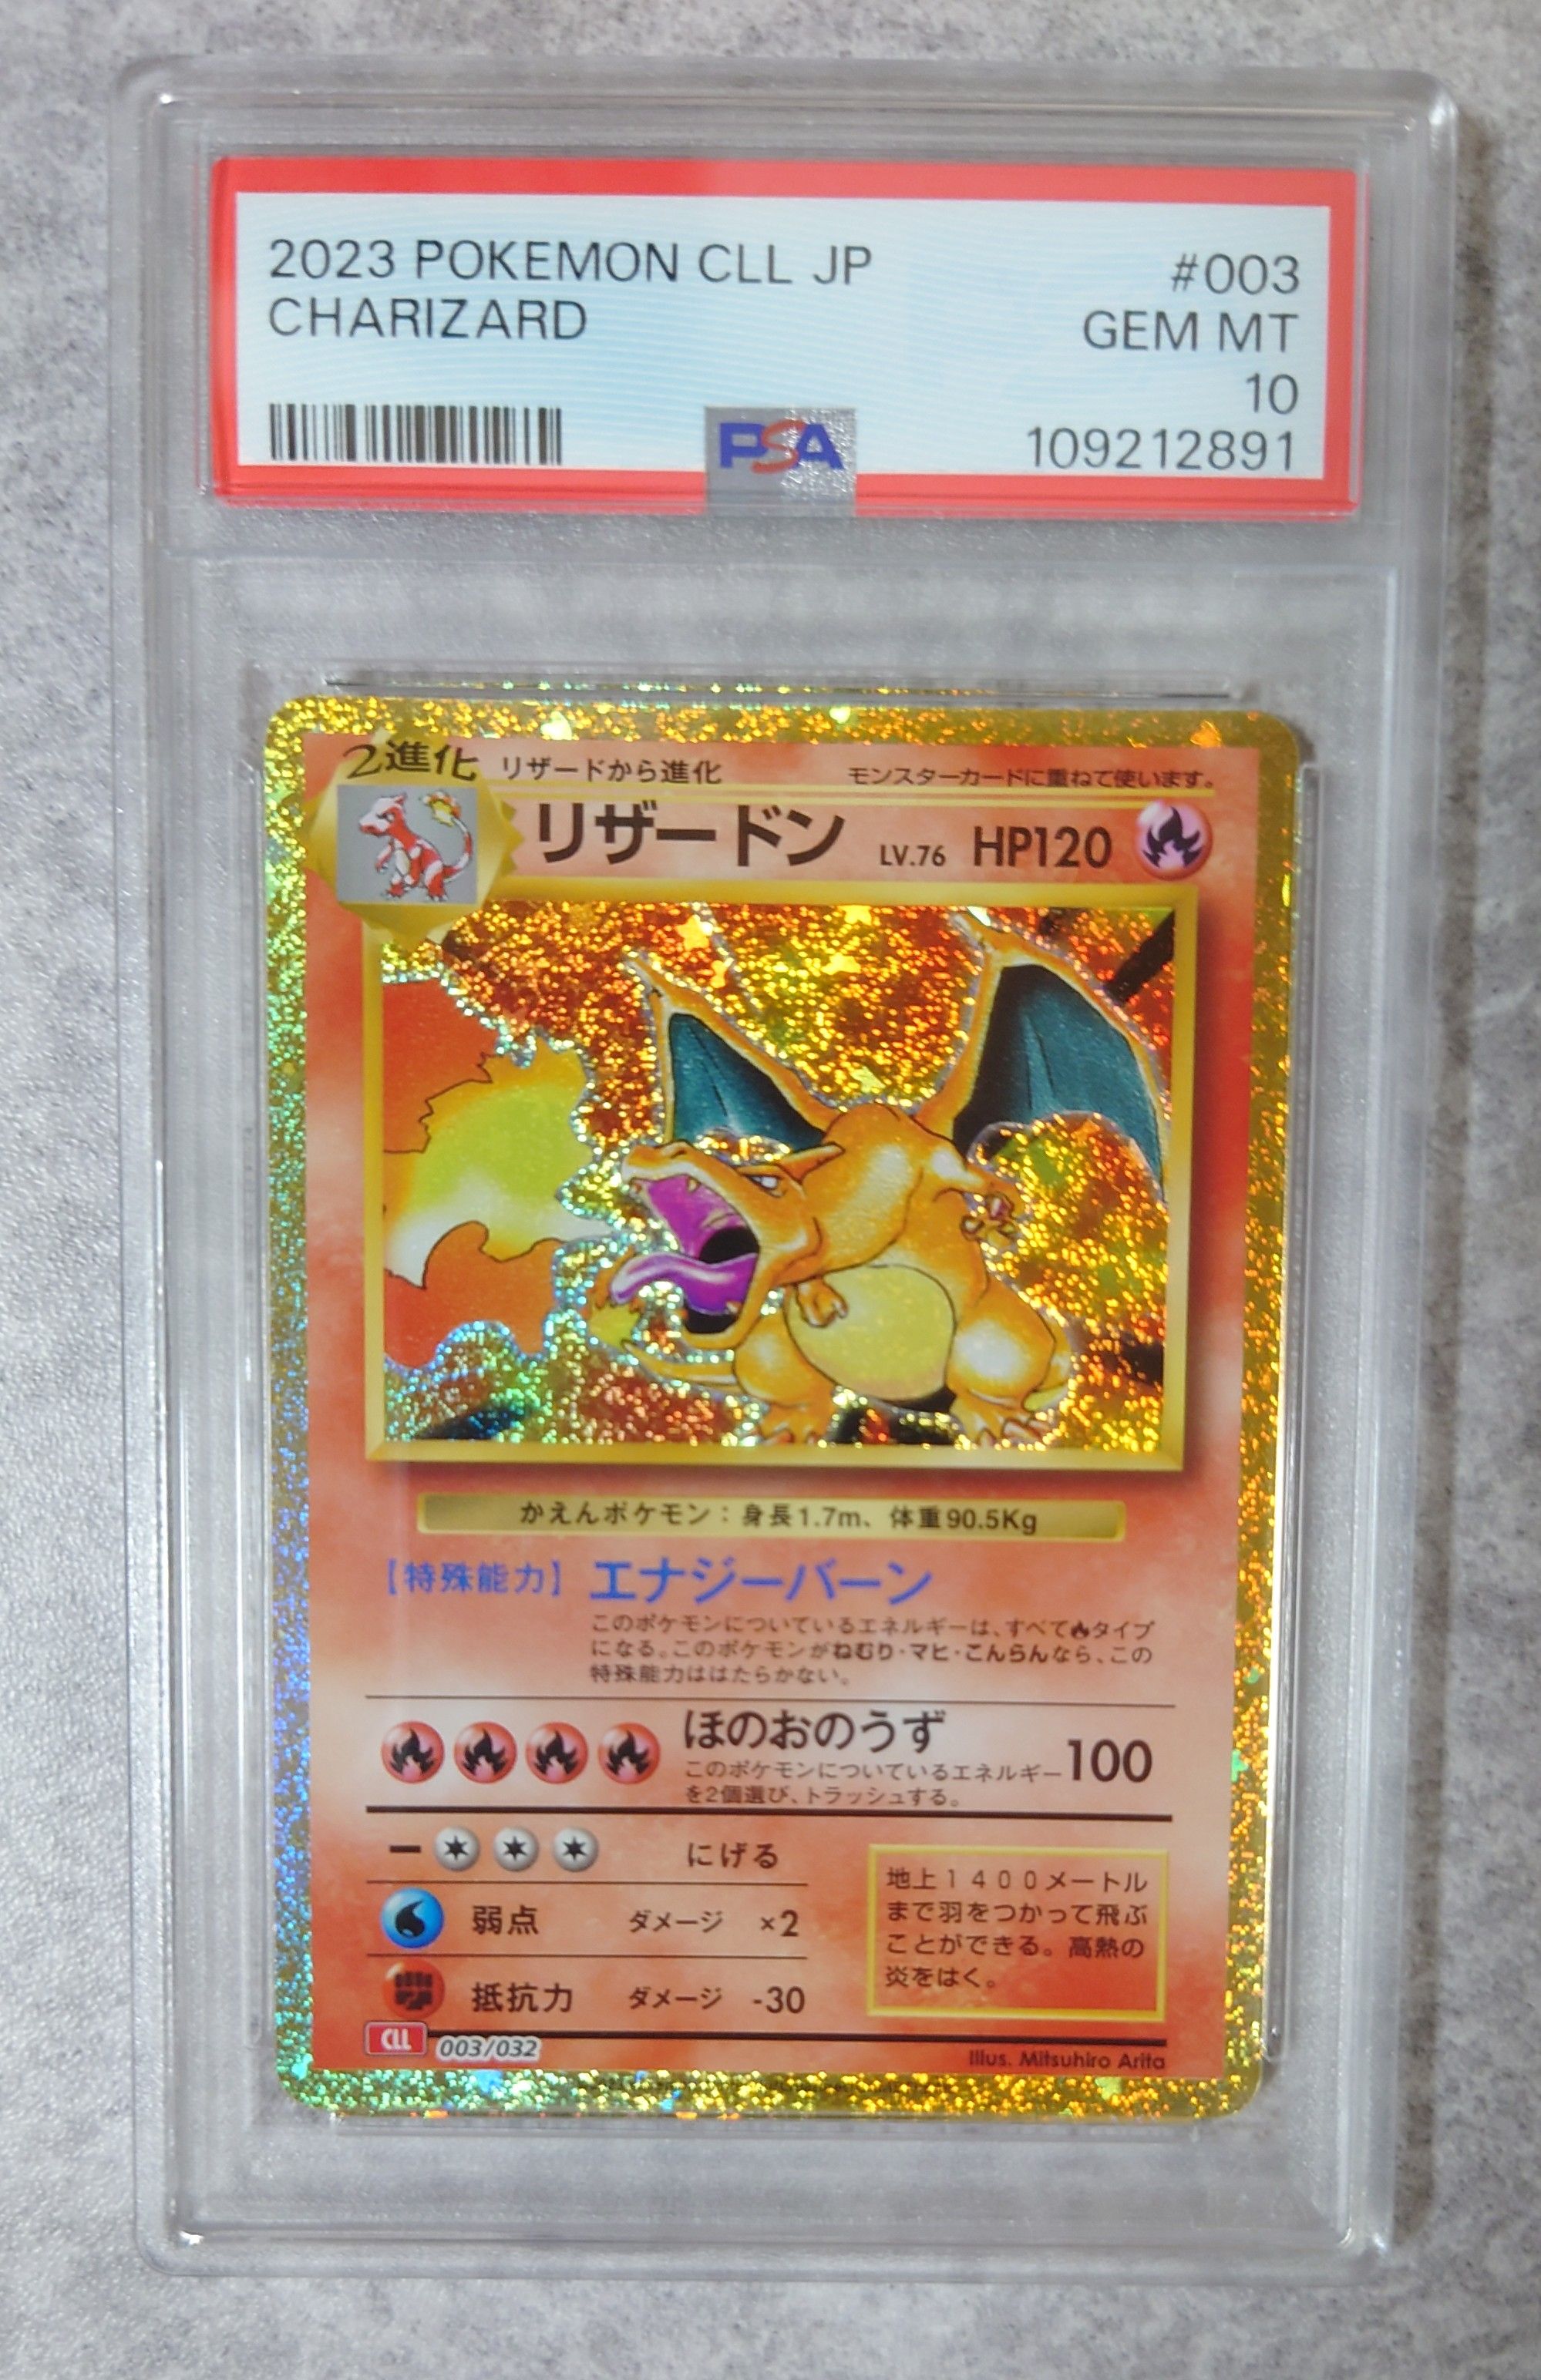 2023 POKEMON CLL JP #003
CHARIZARD GEM MT
10
PSA 109212891
2進化 リザードから進化 モンスターカードに重ねて使います。
リザードン LV.76 HP120
かえんポケモン：身長1.7m、体重90.5Kg
【特殊能力】 エナジーバーン
このポケモンについているエネルギーは、すべてタイプ
になる。このポケモンがねむり・マヒ・こんらんなら、この
特殊能力ははたらかない。
ほのおのうず 100
このポケモンについているエネルギー
を2個選び、トラッシュする。
にげる
弱点 ダメージ ×2
抵抗力 ダメージ -30
地上1400メートル
まで羽をつかって飛ぶ
ことができる。高熱の
炎をはく。
CLL 003/032
Illus. Mitsuhiro Arita